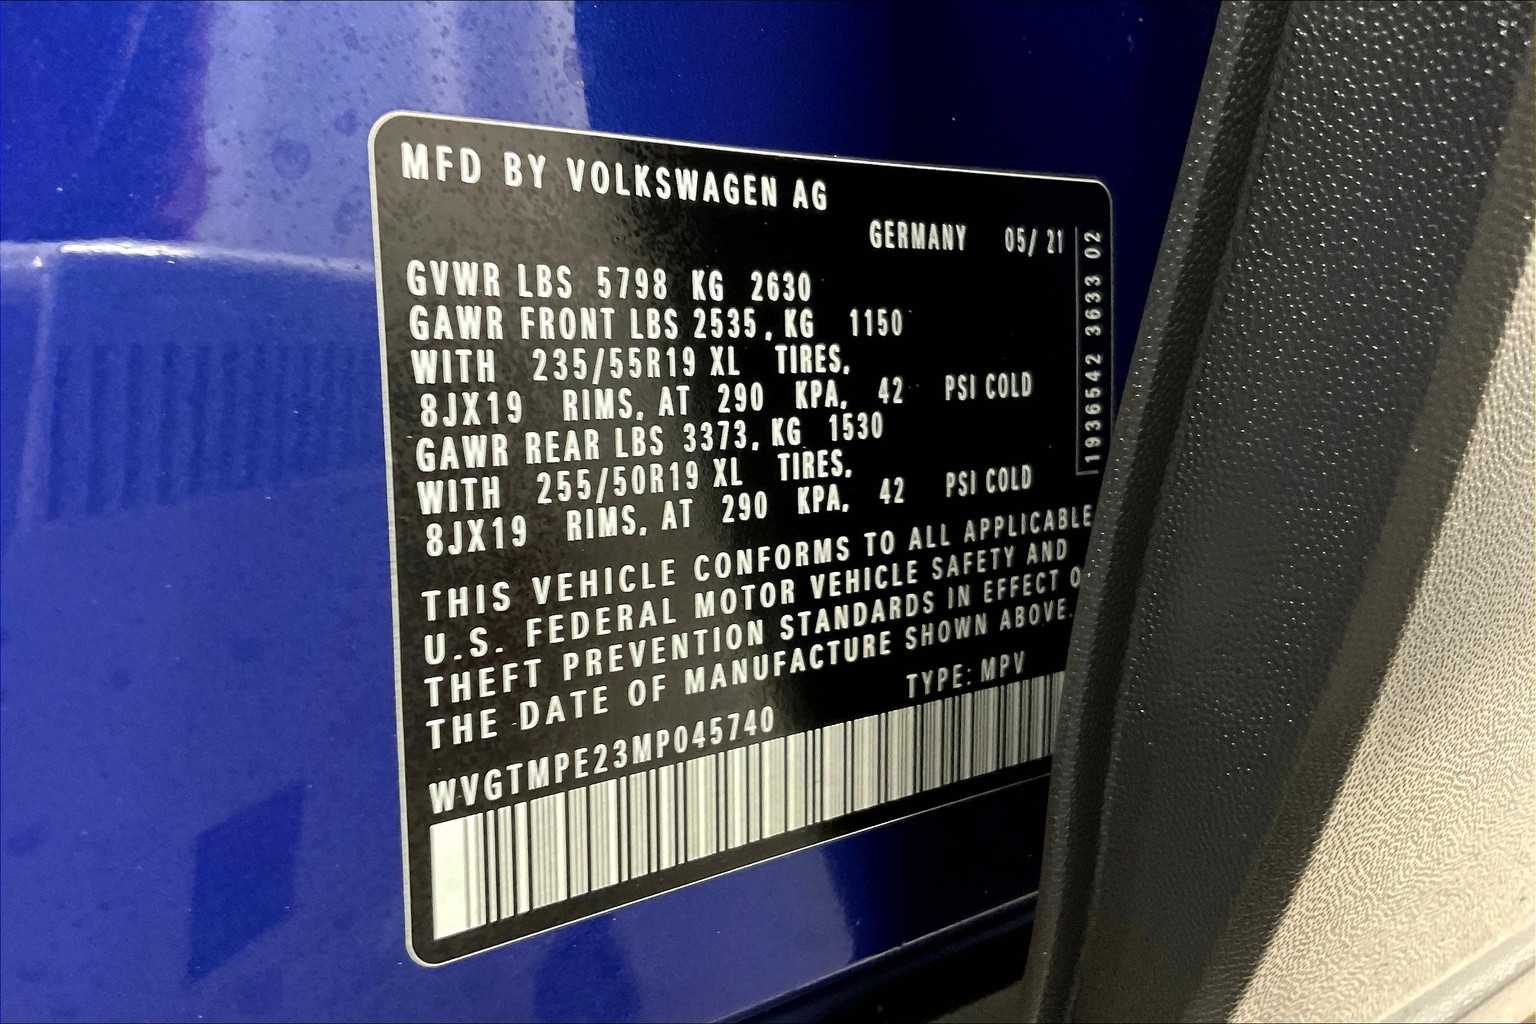 MFD BY VOLKSWAGEN AG
GERMANY 05/ 21
GVWR LBS 5798 KG 2630
GAWR FRONT LBS 2535, KG 1150
WITH 235/55R19 XL TIRES,
8JX19 RIMS, AT 290 KPA, 42 PSI COLD
GAWR REAR LBS 3373, KG 1530
WITH 255/50R19 XL TIRES,
8JX19 RIMS, AT 290 KPA, 42 PSI COLD
1936542 3633 02
THIS VEHICLE CONFORMS TO ALL APPLICABLE
U.S. FEDERAL MOTOR VEHICLE SAFETY AND
THEFT PREVENTION STANDARDS IN EFFECT
THE DATE OF MANUFACTURE SHOWN ABOVE.
TYPE: MPV
WVGTMPE23MP045740